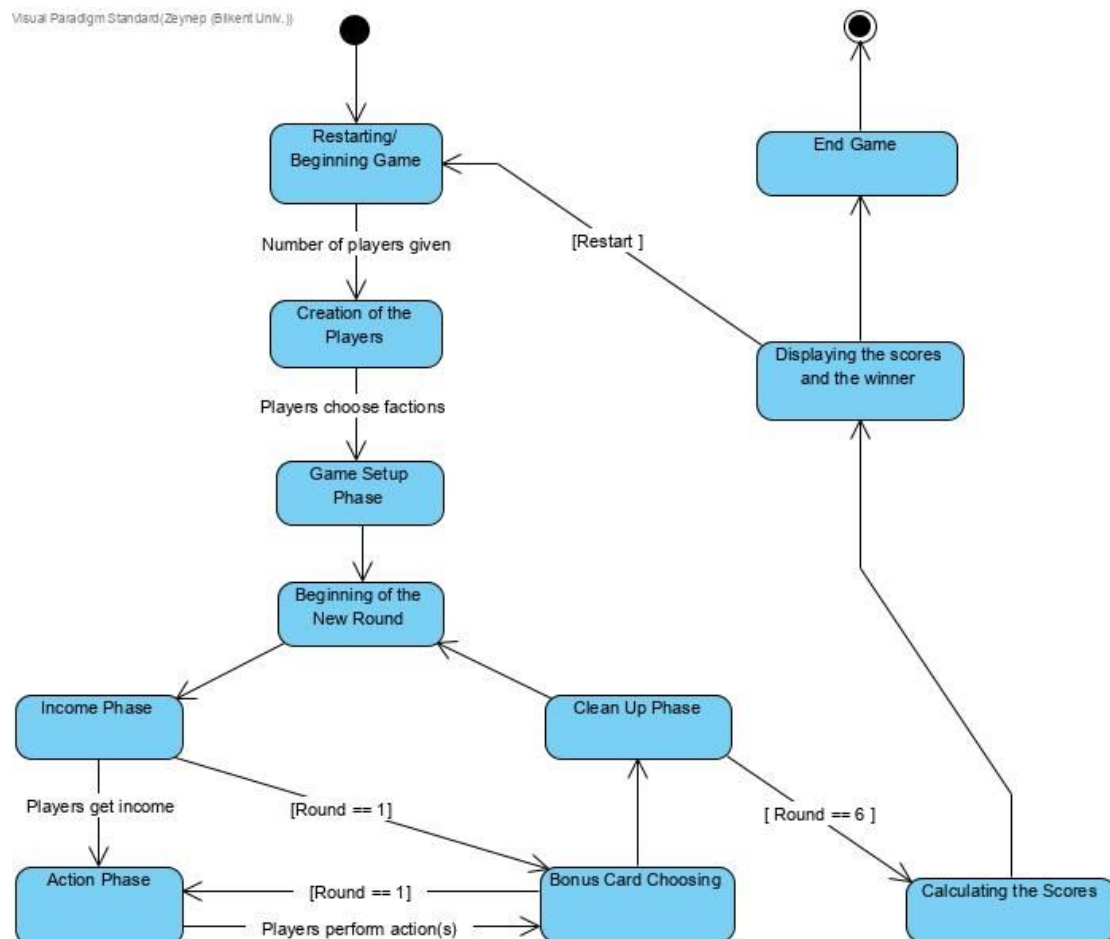 Visual Paradigm Standard(Zeynep (Bilkent Univ.))
Restarting/
Beginning Game
End Game
[Restart ]
Number of players given
Creation of the
Players
Displaying the scores
and the winner
Players choose factions
Game Setup
Phase
Beginning of the
New Round
Income Phase
Clean Up Phase
Players get income
[Round == 1]
[ Round == 6 ]
Action Phase
[Round == 1]
Bonus Card Choosing
Calculating the Scores
Players perform action(s)